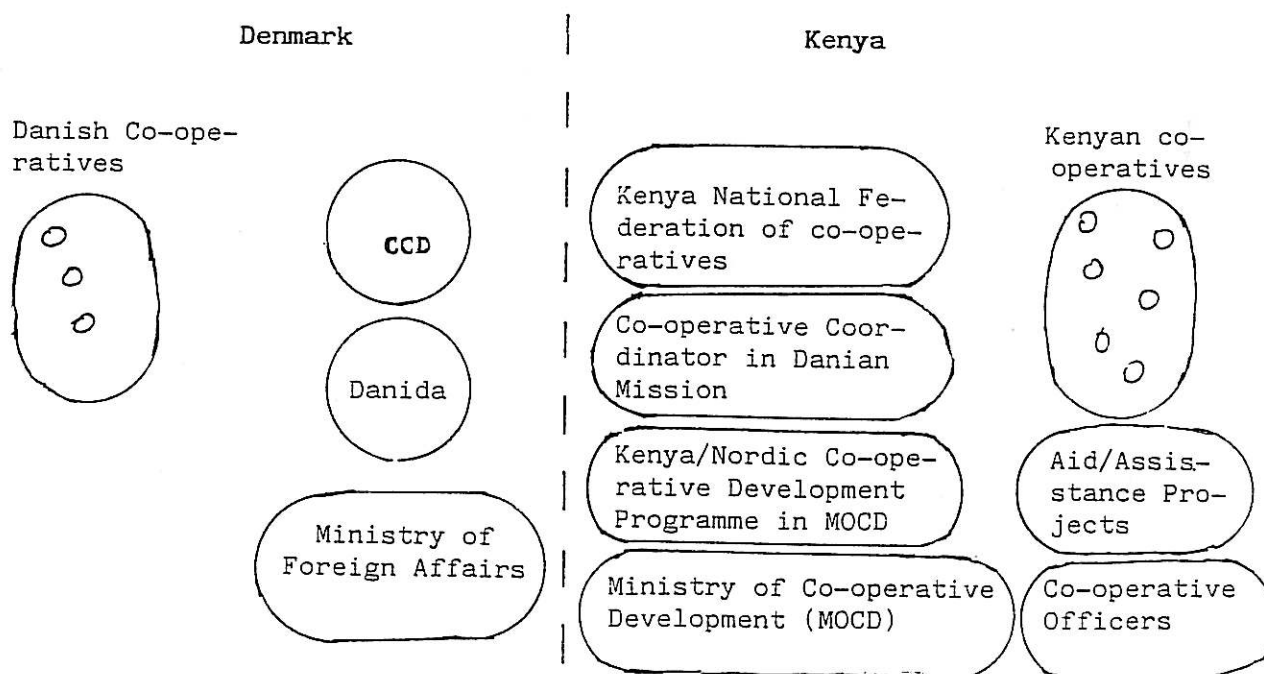 Denmark
Kenya
Danish Co-ope-
ratives
CCD
Danida
Ministry of
Foreign Affairs
Kenya National Fe-
deration of co-ope-
ratives
Co-operative Coor-
dinator in Danian
Mission
Kenya/Nordic Co-ope-
rative Development
Programme in MOCD
Ministry of Co-operative
Development (MOCD)
Kenyan co-
operatives
Aid/Assis-
stance Pro-
jects
Co-operative
Officers